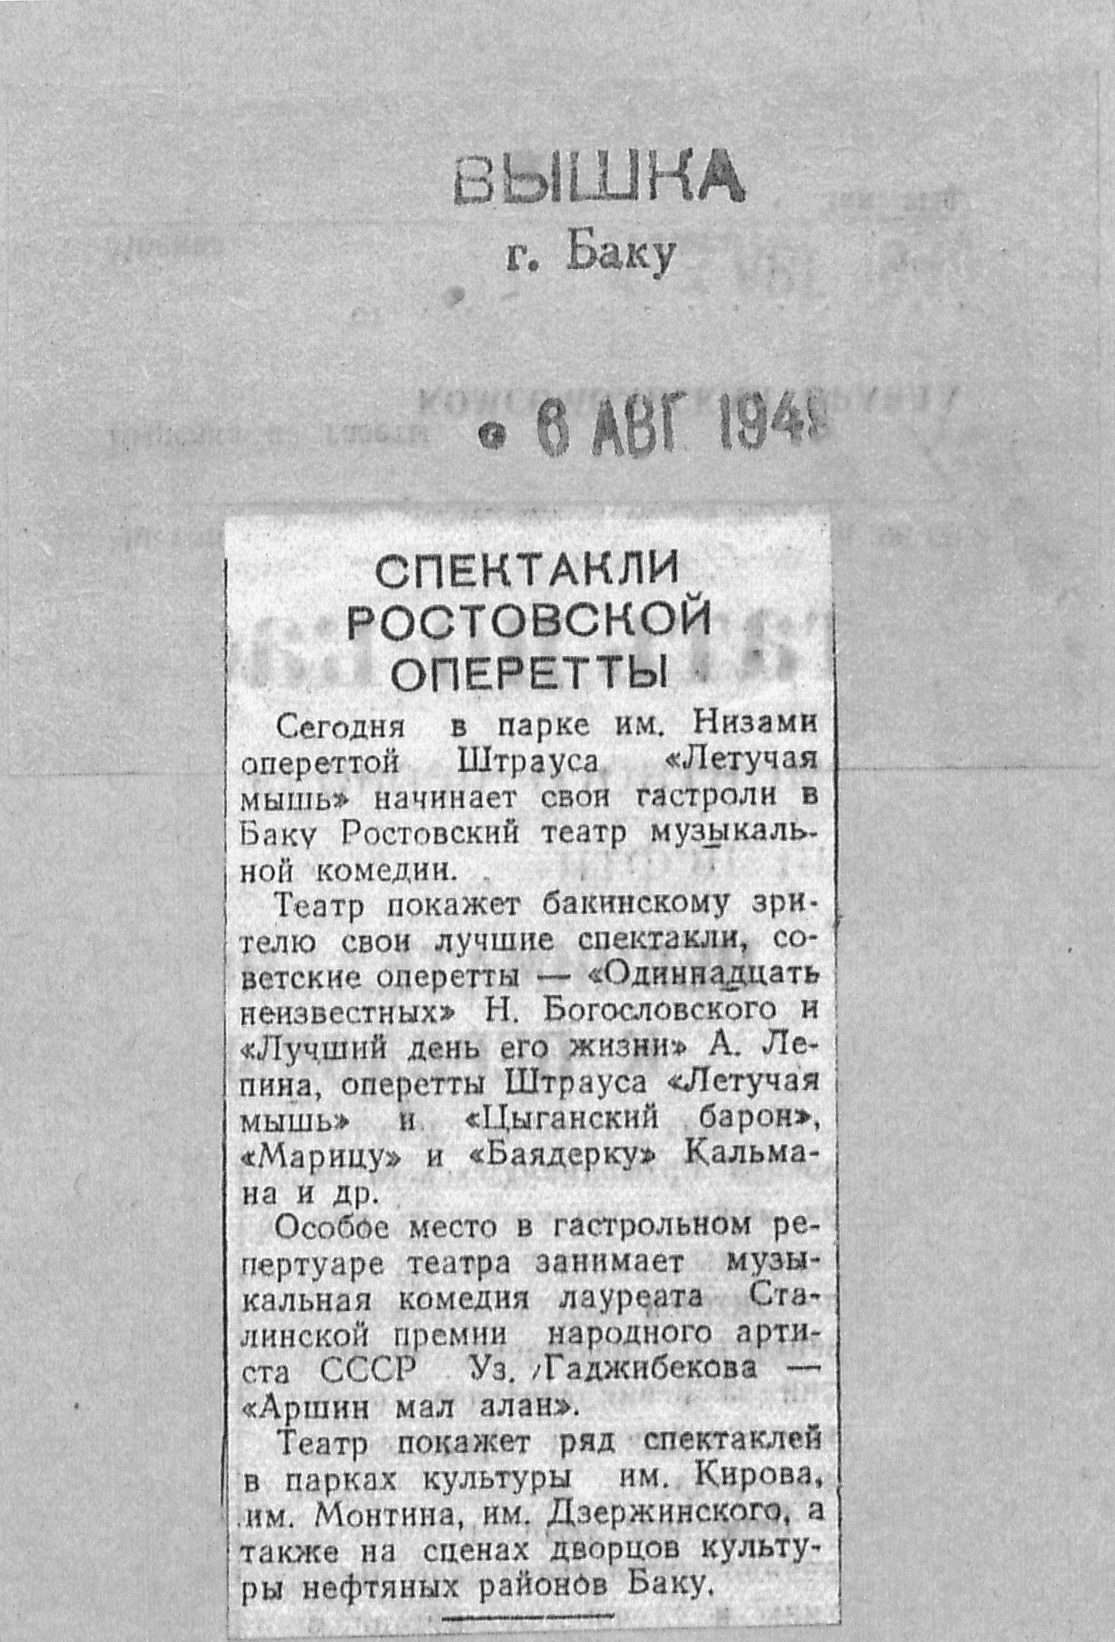 ВЫШКА
г. Баку
6 АВГ 1948
СПЕКТАКЛИ
РОСТОВСКОЙ
ОПЕРЕТТЫ
Сегодня в парке им. Низами
опереттой Штрауса «Летучая
мышь» начинает свои гастроли в
Баку Ростовский театр музыкаль-
ной комедии.
Театр покажет бакинскому зри-
телю свои лучшие спектакли, со-
ветские оперетты — «Одиннадцать
неизвестных» Н. Богословского и
«Лучший день его жизни» А. Ле-
пина, оперетты Штрауса «Летучая
мышь» и «Цыганский барон»,
«Марицу» и «Баядерку» Кальма-
на и др.
Особое место в гастрольном ре-
пертуаре театра занимает музы-
кальная комедия лауреата Ста-
линской премии народного арти-
ста СССР Уз. Гаджибекова —
«Аршин мал алан».
Театр покажет ряд спектаклей
в парках культуры им. Кирова,
им. Монтина, им. Дзержинского, а
также на сценах дворцов культу-
ры нефтяных районов Баку.